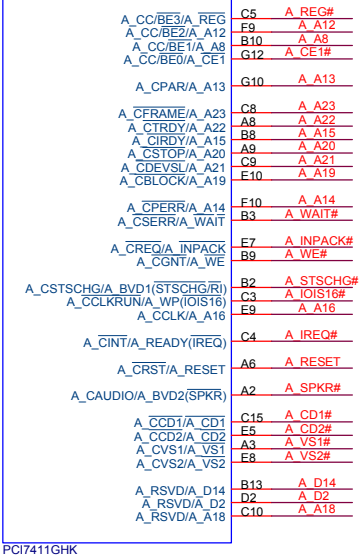 A_CC/BE3/A_REG C5 A_REG#
A_CC/BE2/A_A12 F9 A_A12
A_CC/BE1/A_A8 B10 A_A8
A_CC/BE0/A_CE1 G12 A_CE1#
A_CPAR/A_A13 G10 A_A13
A_CFRAME/A_A23 C8 A_A23
A_CTRDY/A_A22 A8 A_A22
A_CIRDY/A_A15 B8 A_A15
A_CSTOP/A_A20 A9 A_A20
A_CDEVSL/A_A21 C9 A_A21
A_CBLOCK/A_A19 E10 A_A19
A_CPERR/A_A14 F10 A_A14
A_CSERR/A_WAIT B3 A_WAIT#
A_CREQ/A_INPACK E7 A_INPACK#
A_CGNT/A_WE B9 A_WE#
A_CSTSCHG/A_BVD1(STSCHG/RI) B2 A_STSCHG#
A_CCLKRUN/A_WP(IOIS16) C3 A_IOIS16#
A_CCLK/A_A16 E9 A_A16
A_CINT/A_READY(IREQ) C4 A_IREQ#
A_CRST/A_RESET A6 A_RESET
A_CAUDIO/A_BVD2(SPKR) A2 A_SPKR#
A_CCD1/A_CD1 C15 A_CD1#
A_CCD2/A_CD2 E5 A_CD2#
A_CVS1/A_VS1 A3 A_VS1#
A_CVS2/A_VS2 E8 A_VS2#
A_RSVD/A_D14 B13 A_D14
A_RSVD/A_D2 D2 A_D2
A_RSVD/A_A18 C10 A_A18
PCI7411GHK